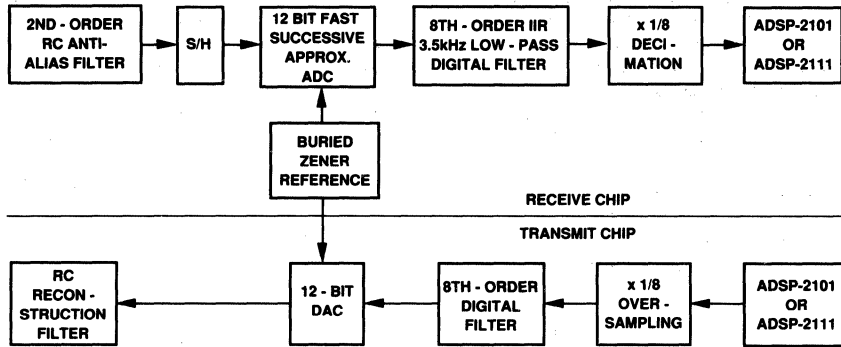 2ND - ORDER
RC ANTI-
ALIAS FILTER
S/H
12 BIT FAST
SUCCESSIVE
APPROX.
ADC
8TH - ORDER IIR
3.5kHz LOW - PASS
DIGITAL FILTER
x 1/8
DECI -
MATION
ADSP-2101
OR
ADSP-2111
BURIED
ZENER
REFERENCE
RECEIVE CHIP
TRANSMIT CHIP
RC
RECON -
STRUCTION
FILTER
12 - BIT
DAC
8TH - ORDER
DIGITAL
FILTER
x 1/8
OVER -
SAMPLING
ADSP-2101
OR
ADSP-2111